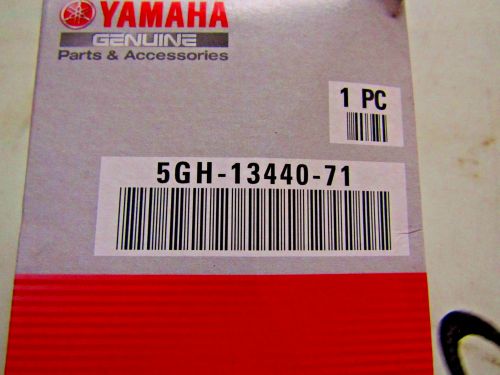 YAMAHA
GENUINE
Parts & Accessories
1 PC
5GH-13440-71